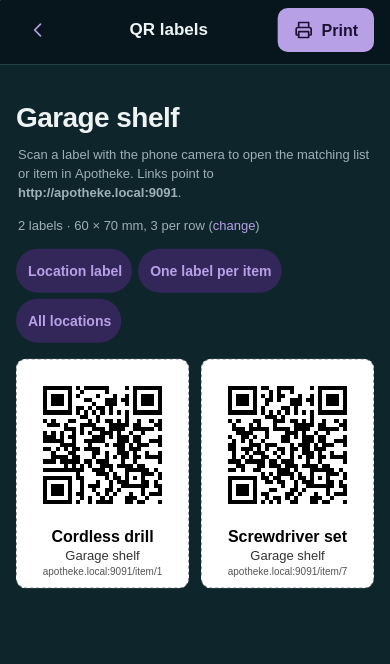 QR labels
Print
Garage shelf
Scan a label with the phone camera to open the matching list
or item in Apotheke. Links point to
http://apotheke.local:9091.
2 labels · 60 × 70 mm, 3 per row (change)
Location label
One label per item
All locations
Cordless drill
Garage shelf
apotheke.local:9091/item/1
Screwdriver set
Garage shelf
apotheke.local:9091/item/7